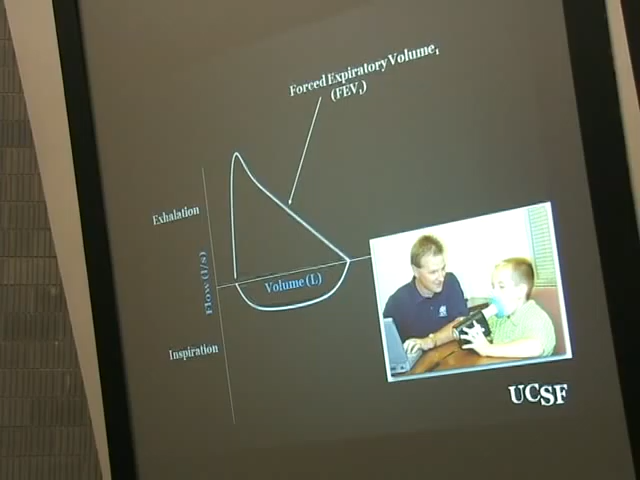 Forced Expiratory Volume₁
(FEV₁)
Exhalation
Flow (l/s)
Volume (L)
Inspiration
UCSF